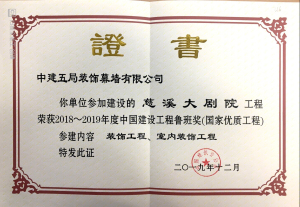 證書
中建五局装饰幕墙有限公司
你单位参加建设的 慈溪大剧院 工程
荣获2018～2019年度中国建设工程鲁班奖(国家优质工程)
参建内容 装饰工程、室内装饰工程
特发此证
二〇一九年十二月